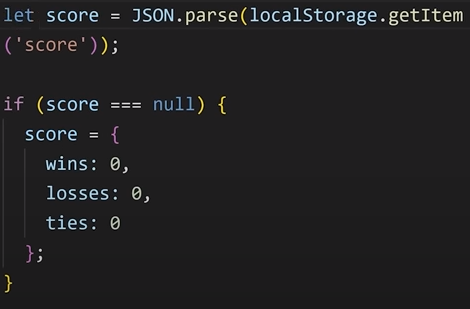 let score = JSON.parse(localStorage.getItem
('score'));
if (score === null) {
score = {
wins: 0,
losses: 0,
ties: 0
};
}